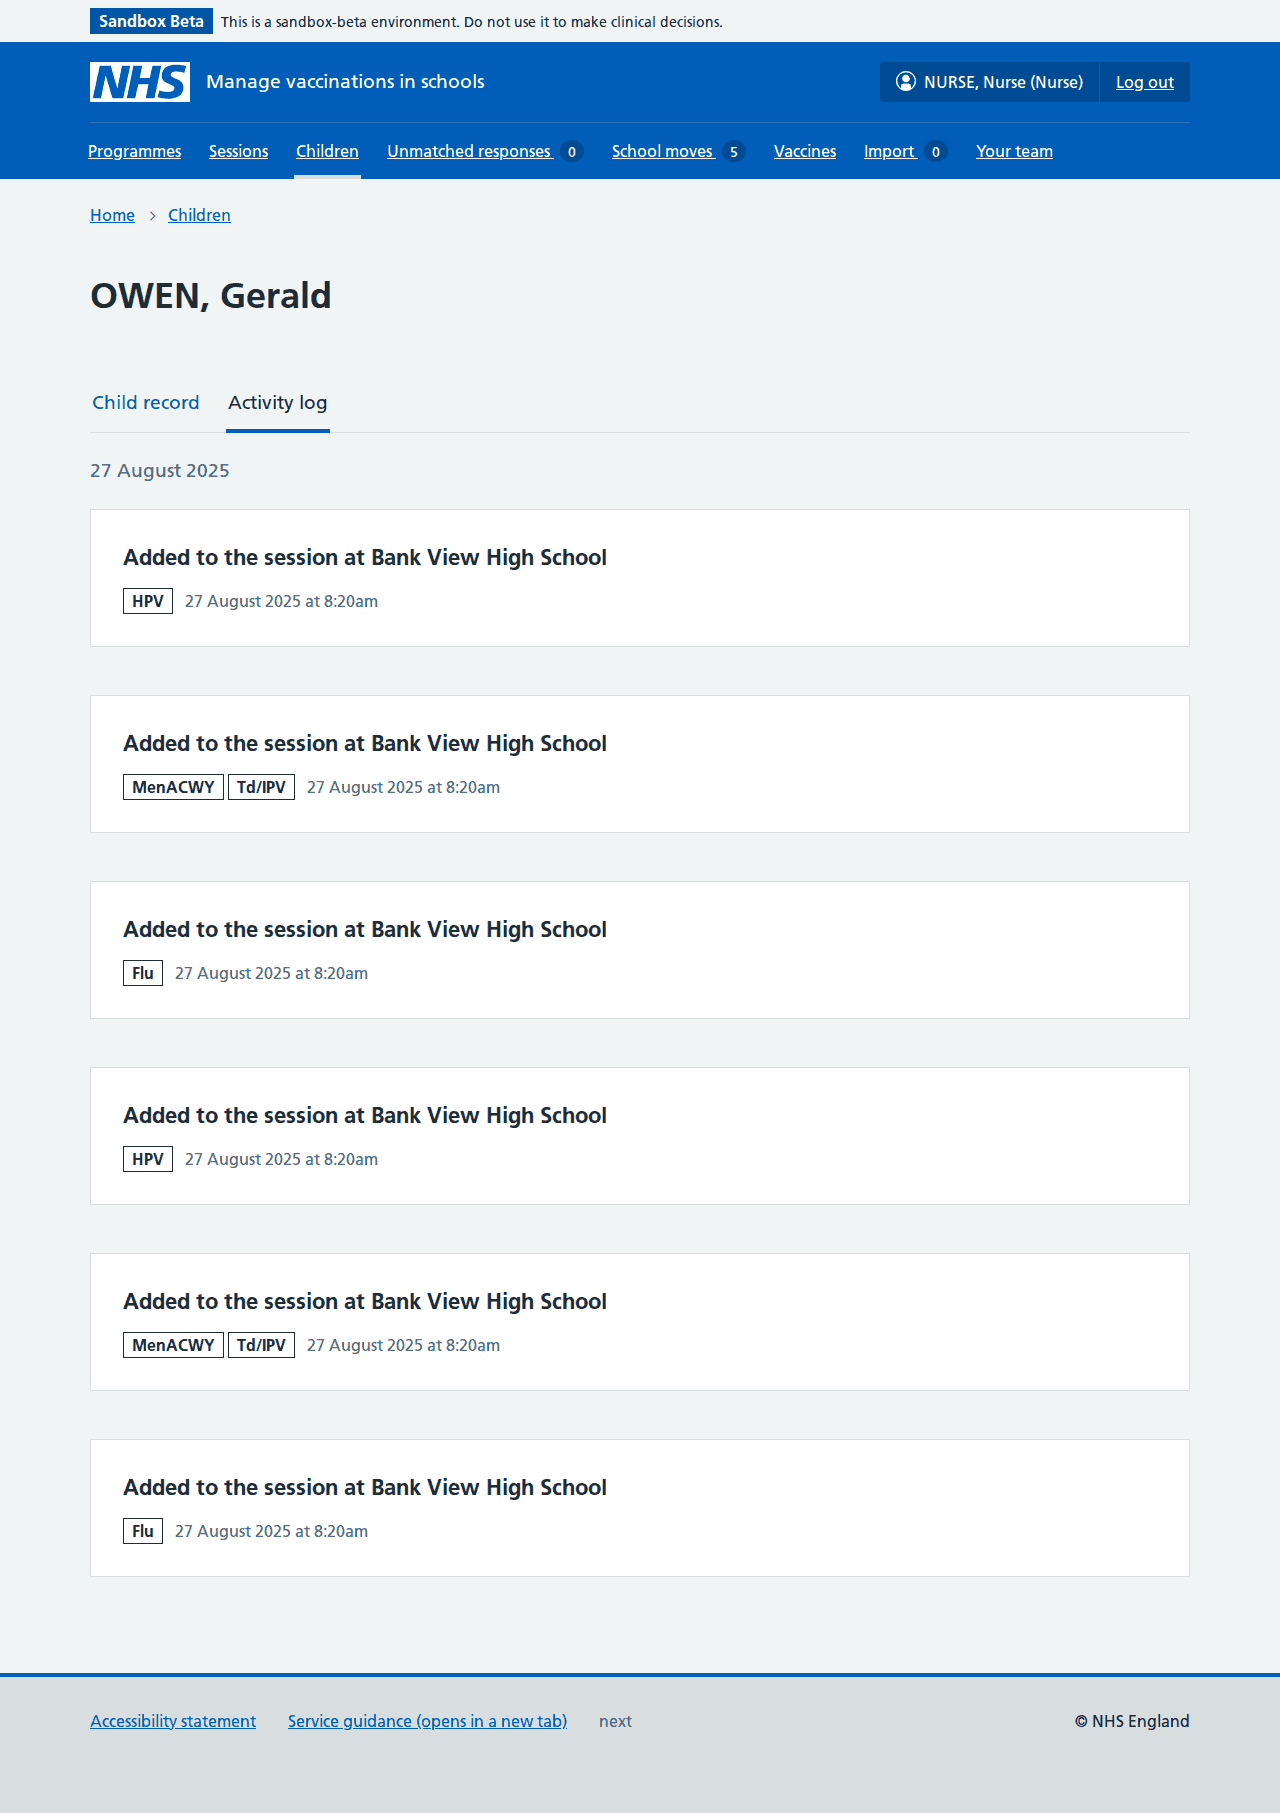 Sandbox Beta This is a sandbox-beta environment. Do not use it to make clinical decisions.
NHS Manage vaccinations in schools NURSE, Nurse (Nurse) Log out
Programmes Sessions Children Unmatched responses 0 School moves 5 Vaccines Import 0 Your team
Home Children
OWEN, Gerald
Child record Activity log
27 August 2025
Added to the session at Bank View High School
HPV 27 August 2025 at 8:20am
Added to the session at Bank View High School
MenACWY Td/IPV 27 August 2025 at 8:20am
Added to the session at Bank View High School
Flu 27 August 2025 at 8:20am
Added to the session at Bank View High School
HPV 27 August 2025 at 8:20am
Added to the session at Bank View High School
MenACWY Td/IPV 27 August 2025 at 8:20am
Added to the session at Bank View High School
Flu 27 August 2025 at 8:20am
Accessibility statement Service guidance (opens in a new tab) next © NHS England